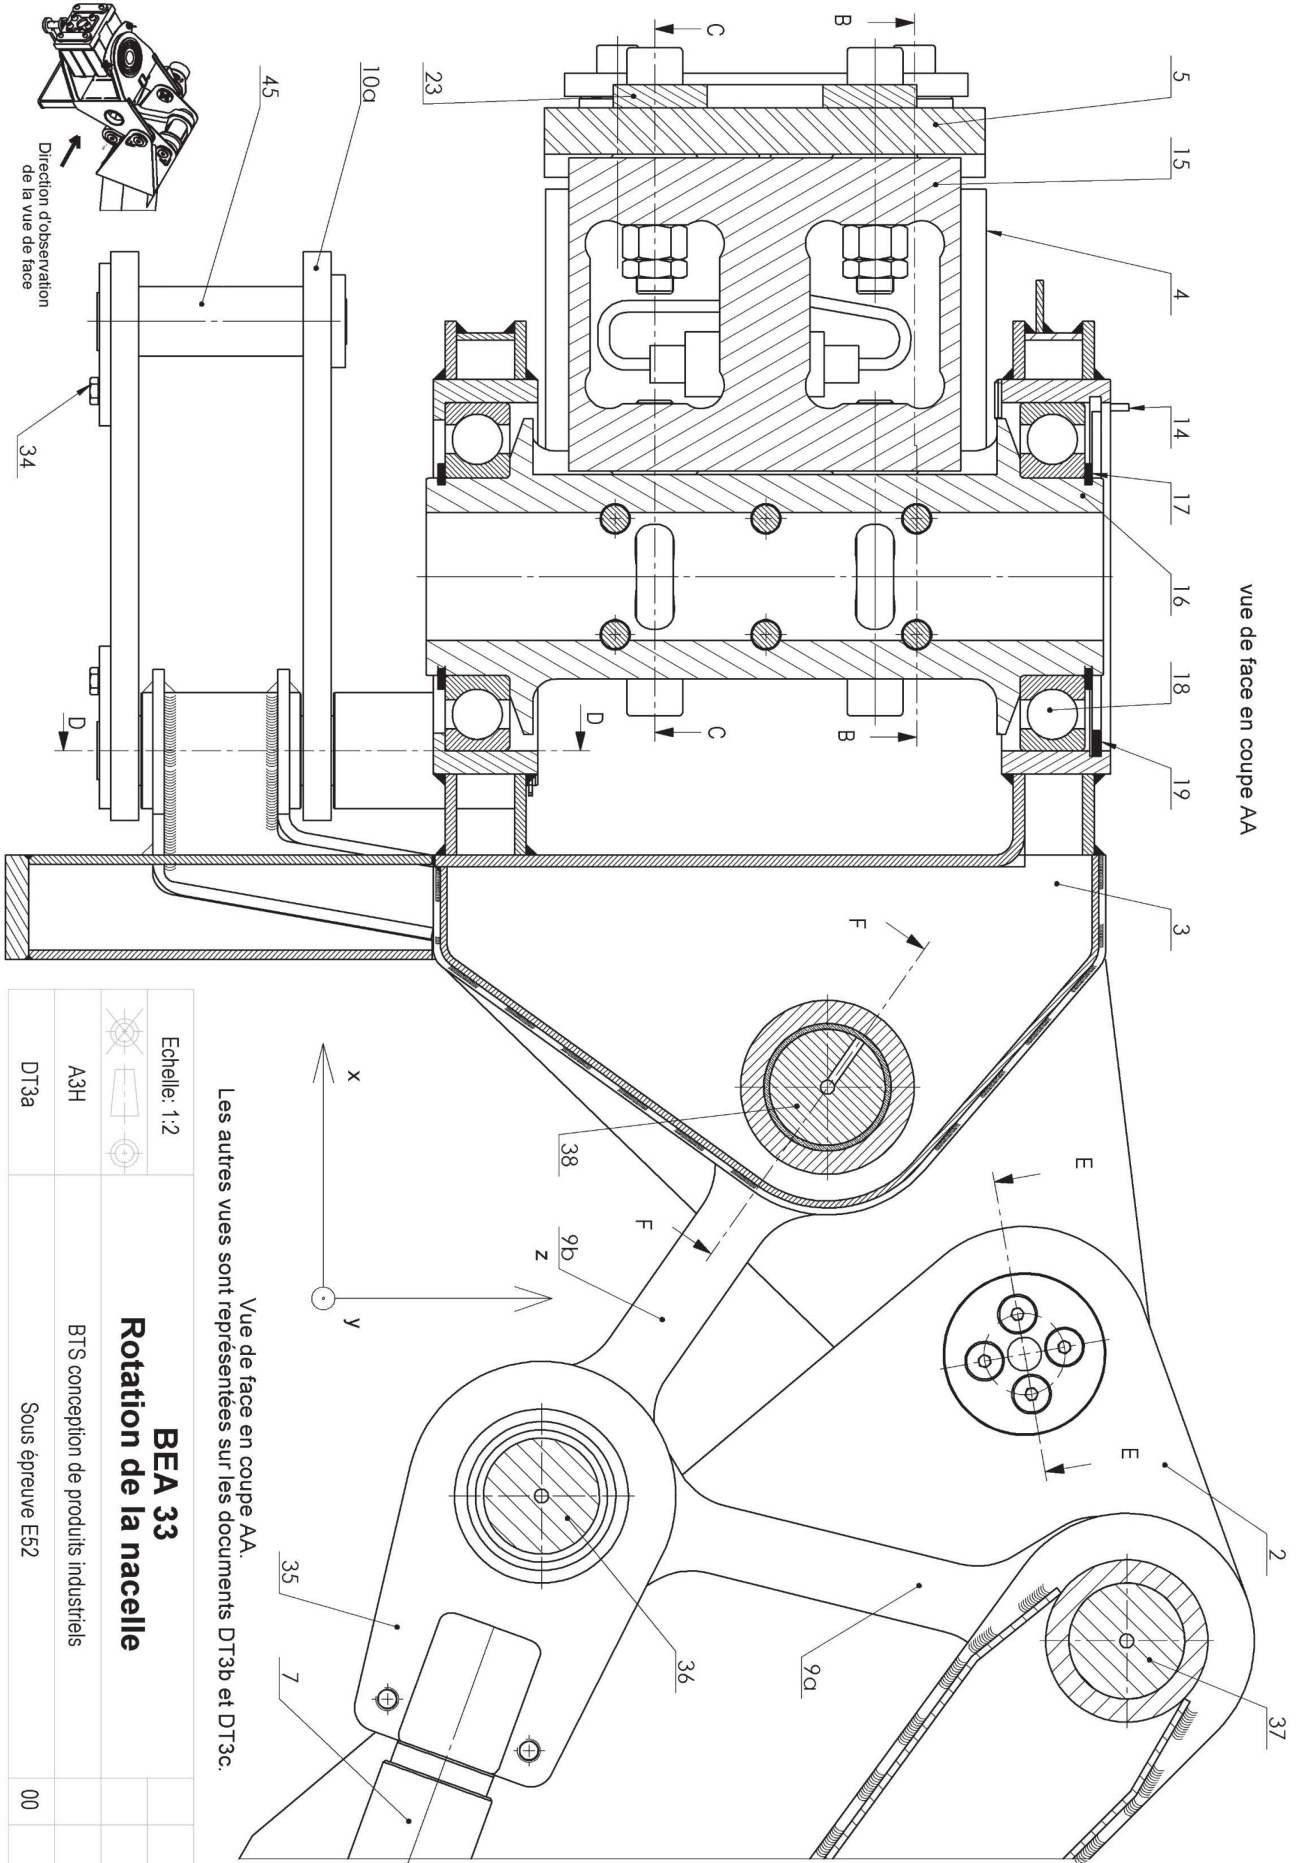 vue de face en coupe AA
5
15
4
14
17
16
18
19
3
2
37
B
C
23
10a
45
34
Direction d'observation
de la vue de face
B
C
D
D
F
F
E
E
38
9b
9a
36
35
7
x
z
y
Vue de face en coupe AA.
Les autres vues sont représentées sur les documents DT3b et DT3c.
Echelle: 1:2
A3H
DT3a
BEA 33
Rotation de la nacelle
BTS conception de produits industriels
Sous épreuve E52
00